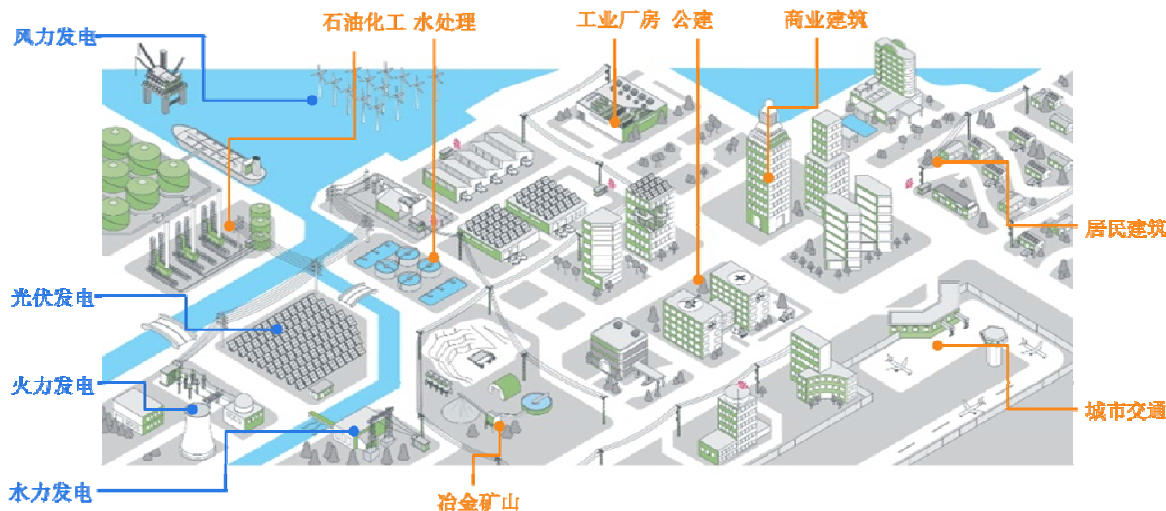 石油化工 水处理
工业厂房 公建
商业建筑
风力发电
居民建筑
光伏发电
火力发电
城市交通
水力发电
冶金矿山